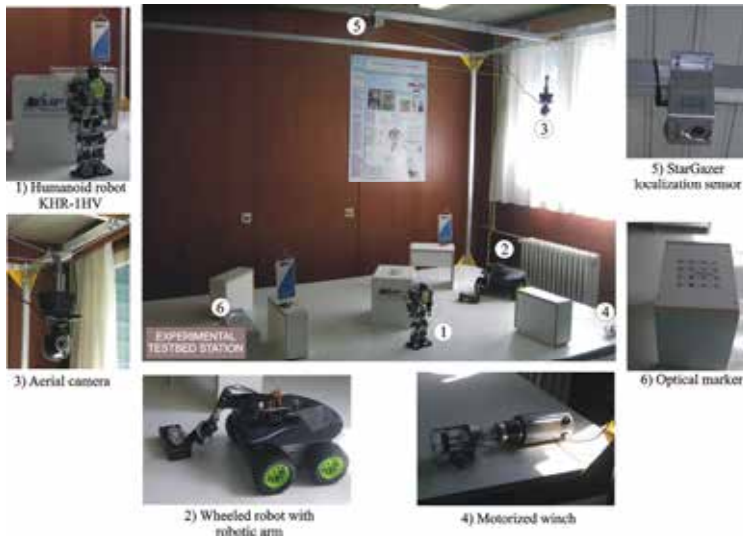 1) Humanoid robot
KHR-1HV
3) Aerial camera
5
3
2
6
4
1
EXPERIMENTAL
TESTBED STATION
5) StarGazer
localization sensor
6) Optical marker
2) Wheeled robot with
robotic arm
4) Motorized winch